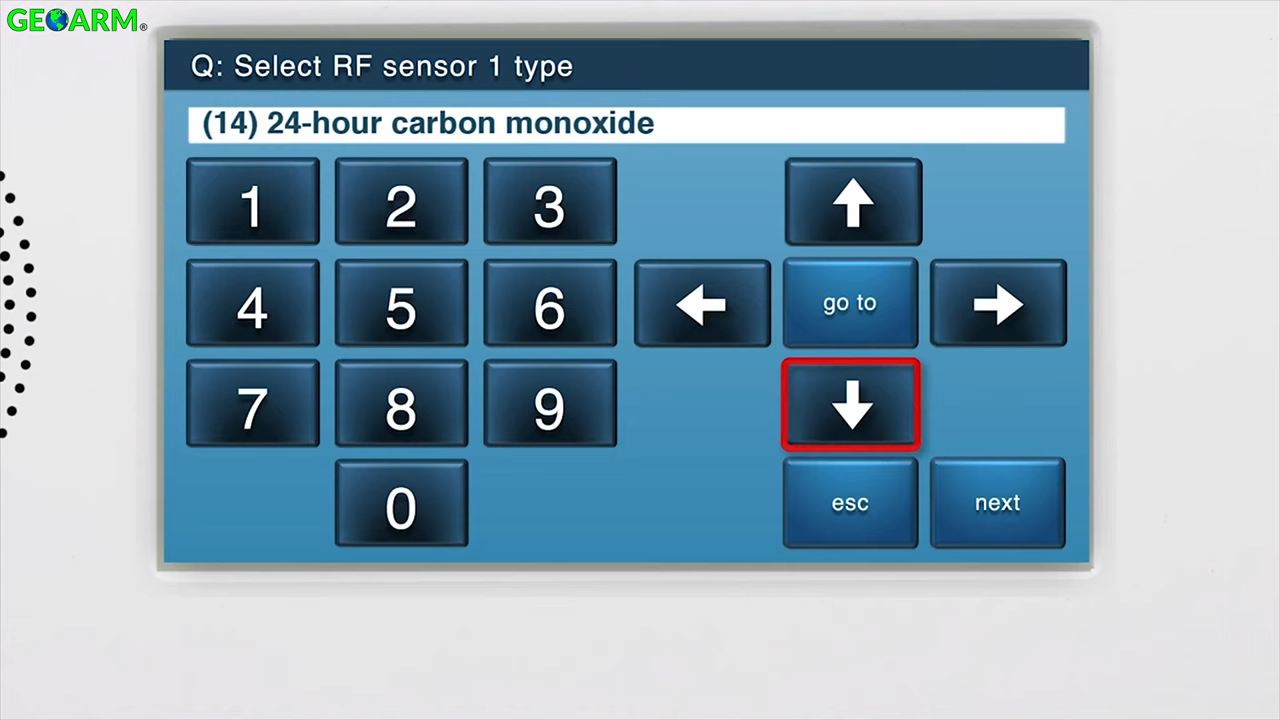 GEOARM®
Q: Select RF sensor 1 type
(14) 24-hour carbon monoxide
1 2 3
4 5 6 go to
7 8 9
0 esc next